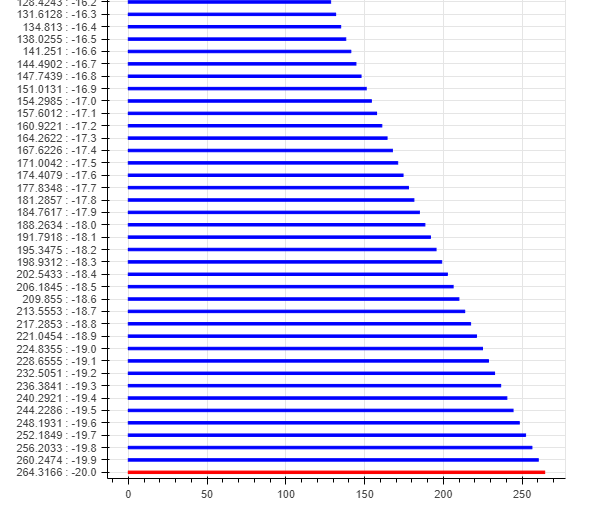 128.4243 : -16.2
131.6128 : -16.3
134.813 : -16.4
138.0255 : -16.5
141.251 : -16.6
144.4902 : -16.7
147.7439 : -16.8
151.0131 : -16.9
154.2985 : -17.0
157.6012 : -17.1
160.9221 : -17.2
164.2622 : -17.3
167.6226 : -17.4
171.0042 : -17.5
174.4079 : -17.6
177.8348 : -17.7
181.2857 : -17.8
184.7617 : -17.9
188.2634 : -18.0
191.7918 : -18.1
195.3475 : -18.2
198.9312 : -18.3
202.5433 : -18.4
206.1845 : -18.5
209.855 : -18.6
213.5553 : -18.7
217.2853 : -18.8
221.0454 : -18.9
224.8355 : -19.0
228.6555 : -19.1
232.5051 : -19.2
236.3841 : -19.3
240.2921 : -19.4
244.2286 : -19.5
248.1931 : -19.6
252.1849 : -19.7
256.2033 : -19.8
260.2474 : -19.9
264.3166 : -20.0
0 50 100 150 200 250